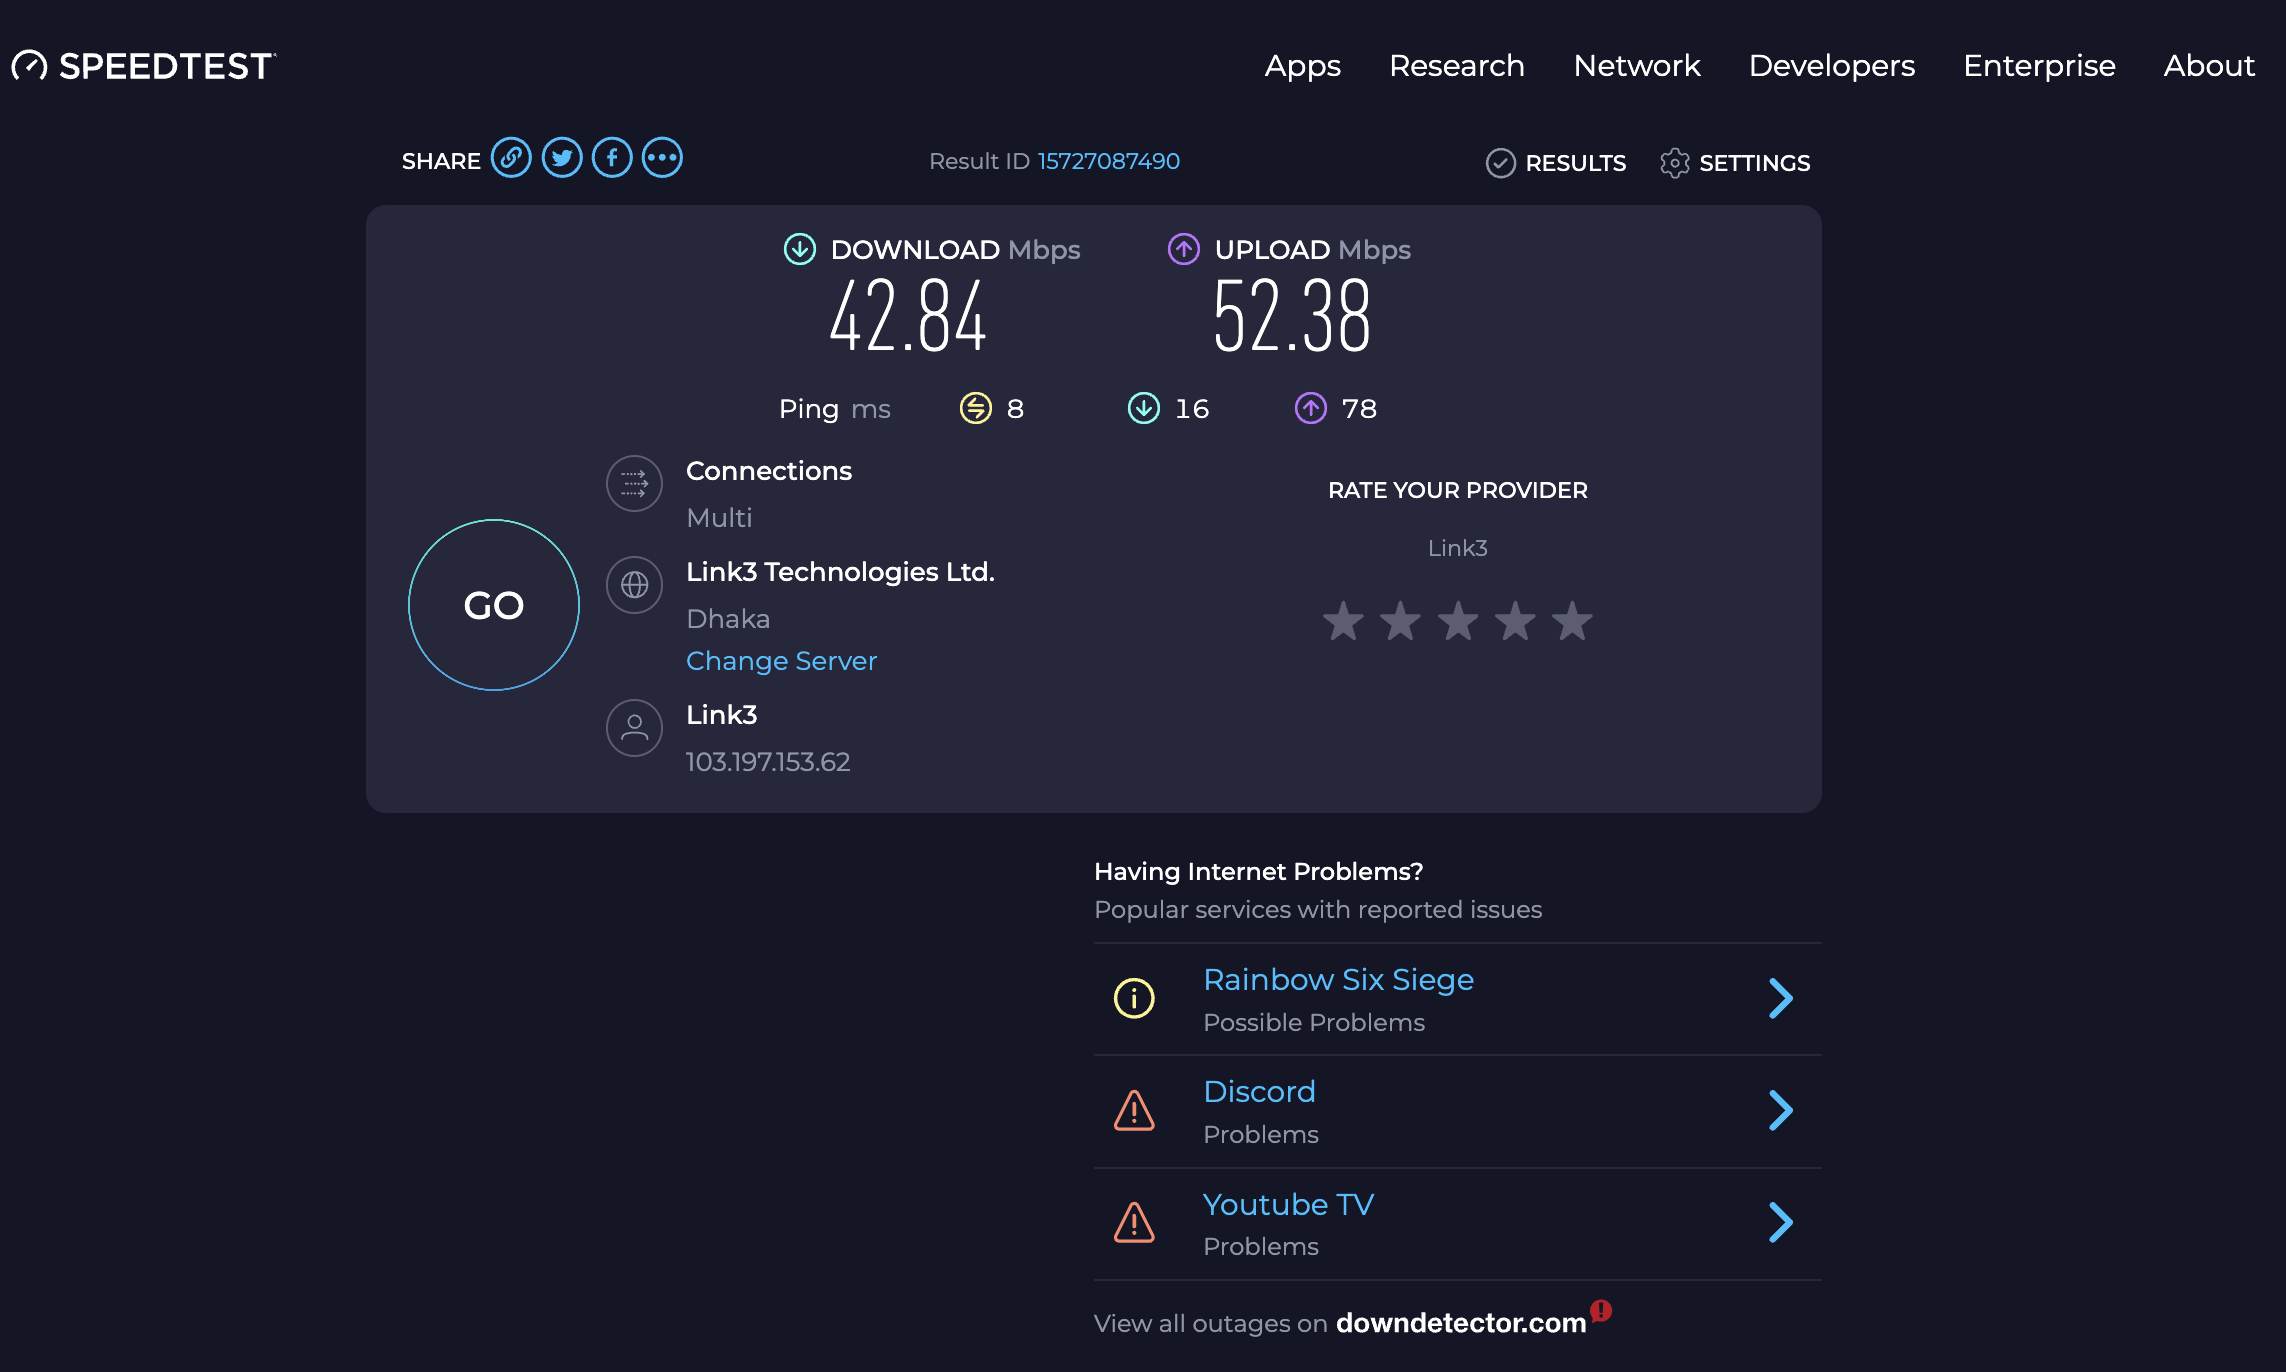 SPEEDTEST
Apps Research Network Developers Enterprise About
SHARE
Result ID 15727087490
RESULTS SETTINGS
DOWNLOAD Mbps
42.84
UPLOAD Mbps
52.38
Ping ms 8 16 78
Connections
Multi
Link3 Technologies Ltd.
Dhaka
Change Server
Link3
103.197.153.62
GO
RATE YOUR PROVIDER
Link3
Having Internet Problems?
Popular services with reported issues
Rainbow Six Siege
Possible Problems
Discord
Problems
Youtube TV
Problems
View all outages on downdetector.com